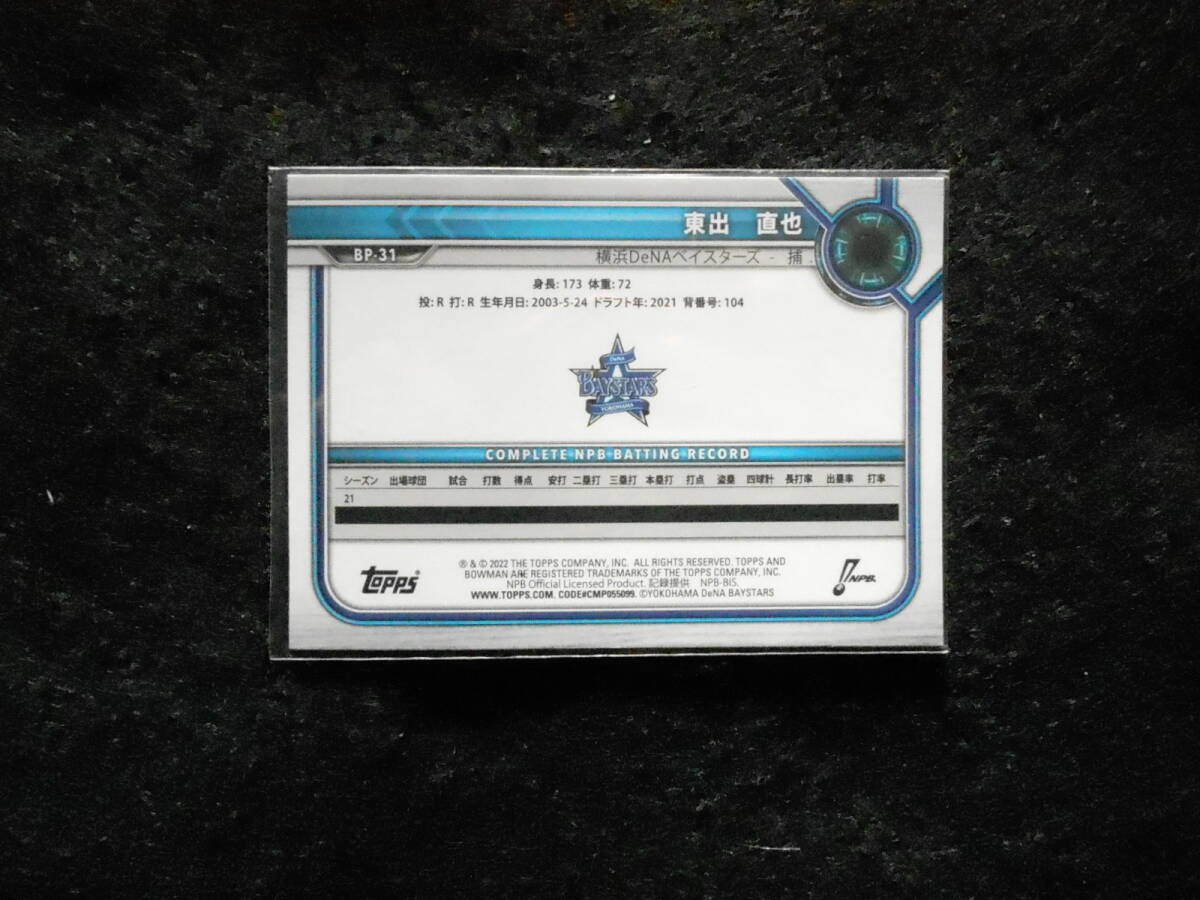 東出 直也
BP-31
横浜DeNAベイスターズ - 捕
身長: 173 体重: 72
投: R 打: R 生年月日: 2003-5-24 ドラフト年: 2021 背番号: 104
DeNA
BAYSTARS
YOKOHAMA
COMPLETE NPB BATTING RECORD
シーズン 出場球団 試合 打数 得点 安打 二塁打 三塁打 本塁打 打点 盗塁 四球計 長打率 出塁率 打率
21
topps®
® & © 2022 THE TOPPS COMPANY, INC. ALL RIGHTS RESERVED. TOPPS AND
BOWMAN ARE REGISTERED TRADEMARKS OF THE TOPPS COMPANY, INC.
NPB Official Licensed Product. 記録提供 NPB-BIS.
WWW.TOPPS.COM. CODE#CMP055099. ©YOKOHAMA DeNA BAYSTARS
NPB.